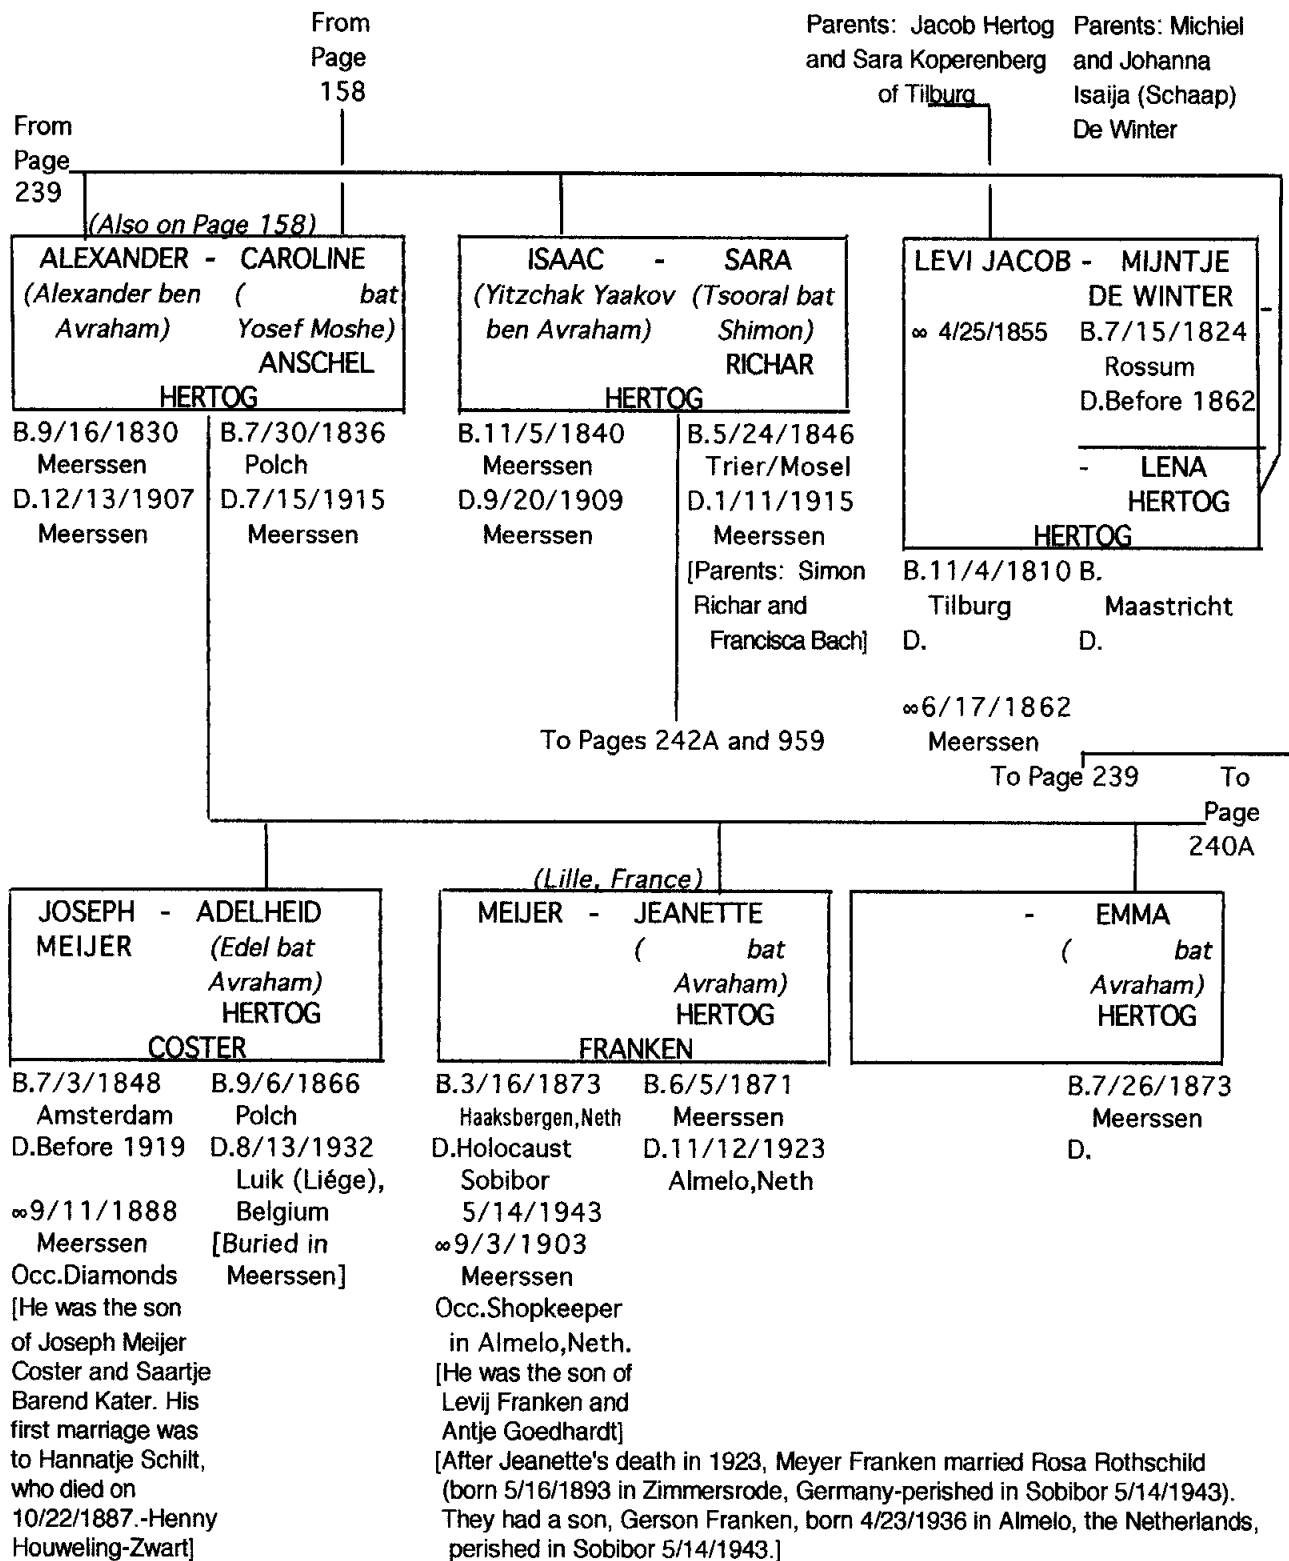 From
Page
158
Parents: Jacob Hertog
and Sara Koperenberg
of Tilburg
Parents: Michiel
and Johanna
Isaija (Schaap)
De Winter
From
Page
239
(Also on Page 158)
ALEXANDER - CAROLINE
(Alexander ben ( bat
Avraham) Yosef Moshe)
ANSCHEL
HERTOG
B.9/16/1830 B.7/30/1836
Meerssen Polch
D.12/13/1907 D.7/15/1915
Meerssen Meerssen
ISAAC - SARA
(Yitzchak Yaakov (Tsooral bat
ben Avraham) Shimon)
RICHAR
HERTOG
B.11/5/1840 B.5/24/1846
Meerssen Trier/Mosel
D.9/20/1909 D.1/11/1915
Meerssen Meerssen
[Parents: Simon
Richar and
Francisca Bach]
To Pages 242A and 959
LEVI JACOB - MIJNTJE
DE WINTER
∞ 4/25/1855 B.7/15/1824
Rossum
D.Before 1862
- LENA
HERTOG
HERTOG
B.11/4/1810 B.
Tilburg Maastricht
D. D.
∞6/17/1862
Meerssen
To Page 239
To
Page
240A
JOSEPH - ADELHEID
MEIJER (Edel bat
Avraham)
HERTOG
COSTER
B.7/3/1848 B.9/6/1866
Amsterdam Polch
D.Before 1919 D.8/13/1932
Luik (Liége),
∞9/11/1888 Belgium
Meerssen [Buried in
Occ.Diamonds Meerssen]
[He was the son
of Joseph Meijer
Coster and Saartje
Barend Kater. His
first marriage was
to Hannatje Schilt,
who died on
10/22/1887.-Henny
Houweling-Zwart]
(Lille, France)
MEIJER - JEANETTE
( bat
Avraham)
HERTOG
FRANKEN
B.3/16/1873 B.6/5/1871
Haaksbergen,Neth Meerssen
D.Holocaust D.11/12/1923
Sobibor Almelo,Neth
5/14/1943
∞9/3/1903
Meerssen
Occ.Shopkeeper
in Almelo,Neth.
[He was the son of
Levij Franken and
Antje Goedhardt]
[After Jeanette's death in 1923, Meyer Franken married Rosa Rothschild
(born 5/16/1893 in Zimmersrode, Germany-perished in Sobibor 5/14/1943).
They had a son, Gerson Franken, born 4/23/1936 in Almelo, the Netherlands,
perished in Sobibor 5/14/1943.]
- EMMA
( bat
Avraham)
HERTOG
B.7/26/1873
Meerssen
D.